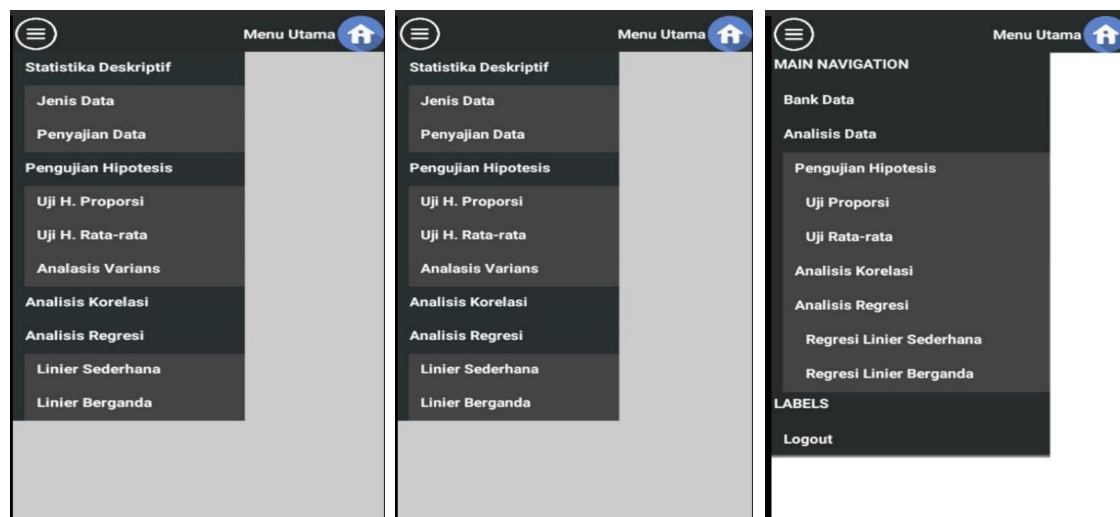 Menu Utama
Statistika Deskriptif
Jenis Data
Penyajian Data
Pengujian Hipotesis
Uji H. Proporsi
Uji H. Rata-rata
Analasis Varians
Analisis Korelasi
Analisis Regresi
Linier Sederhana
Linier Berganda
Menu Utama
Statistika Deskriptif
Jenis Data
Penyajian Data
Pengujian Hipotesis
Uji H. Proporsi
Uji H. Rata-rata
Analasis Varians
Analisis Korelasi
Analisis Regresi
Linier Sederhana
Linier Berganda
Menu Utama
MAIN NAVIGATION
Bank Data
Analisis Data
Pengujian Hipotesis
Uji Proporsi
Uji Rata-rata
Analisis Korelasi
Analisis Regresi
Regresi Linier Sederhana
Regresi Linier Berganda
LABELS
Logout